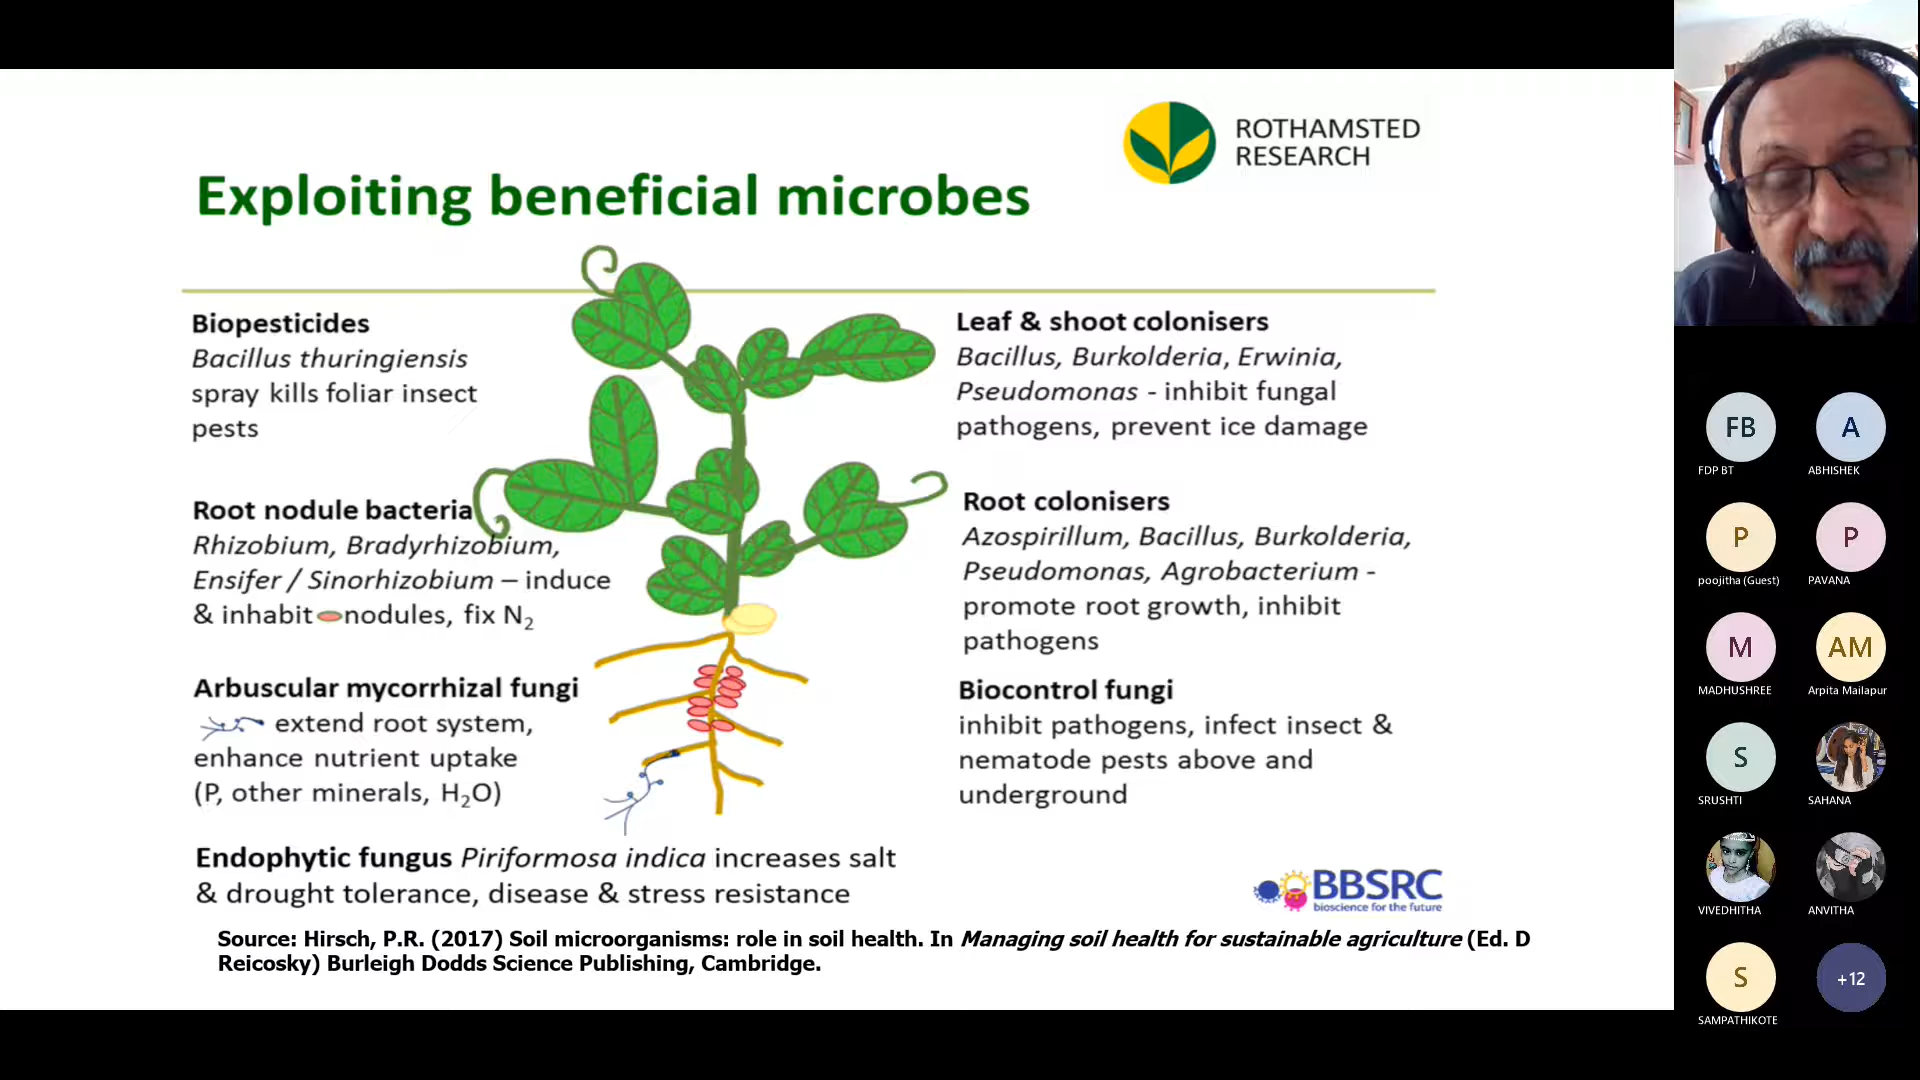 ROTHAMSTED
RESEARCH
Exploiting beneficial microbes
Biopesticides
Bacillus thuringiensis
spray kills foliar insect
pests
Root nodule bacteria
Rhizobium, Bradyrhizobium,
Ensifer / Sinorhizobium – induce
& inhabit nodules, fix N₂
Arbuscular mycorrhizal fungi
extend root system,
enhance nutrient uptake
(P, other minerals, H₂O)
Endophytic fungus Piriformosa indica increases salt
& drought tolerance, disease & stress resistance
Leaf & shoot colonisers
Bacillus, Burkolderia, Erwinia,
Pseudomonas - inhibit fungal
pathogens, prevent ice damage
Root colonisers
Azospirillum, Bacillus, Burkolderia,
Pseudomonas, Agrobacterium -
promote root growth, inhibit
pathogens
Biocontrol fungi
inhibit pathogens, infect insect &
nematode pests above and
underground
BBSRC
bioscience for the future
Source: Hirsch, P.R. (2017) Soil microorganisms: role in soil health. In Managing soil health for sustainable agriculture (Ed. D
Reicosky) Burleigh Dodds Science Publishing, Cambridge.
FB
FDP BT
A
ABHISHEK
P
poojitha (Guest)
P
PAVANA
M
MADHUSHREE
AM
Arpita Mailapur
S
SRUSHTI
SAHANA
VIVEDHITHA
ANVITHA
S
SAMPATHIKOTE
+12